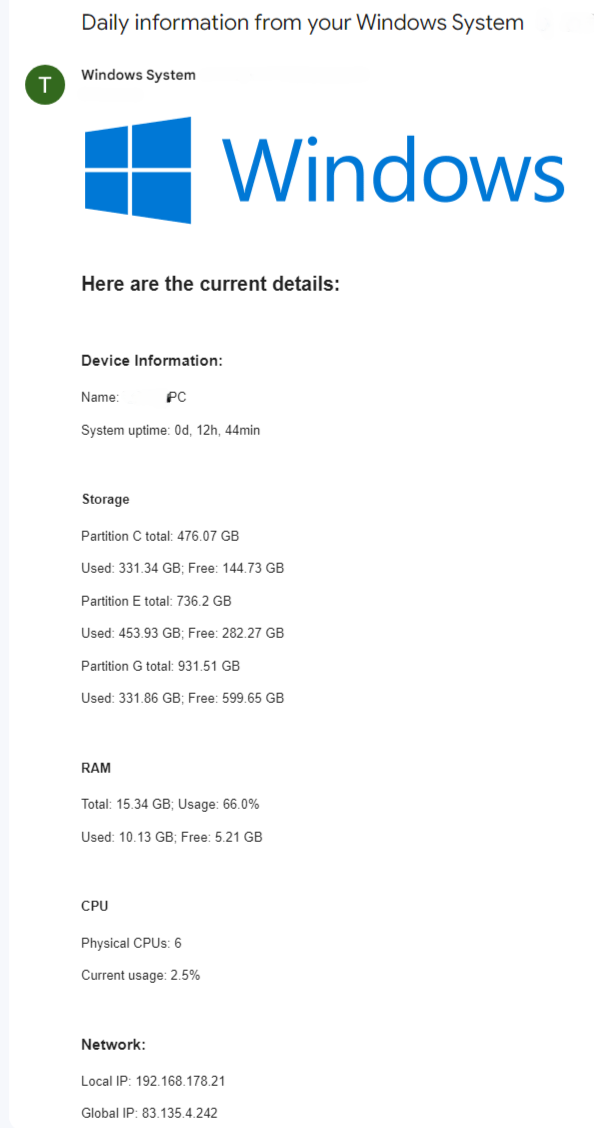 Daily information from your Windows System
T
Windows System
Windows
Here are the current details:
Device Information:
Name: PC
System uptime: 0d, 12h, 44min
Storage
Partition C total: 476.07 GB
Used: 331.34 GB; Free: 144.73 GB
Partition E total: 736.2 GB
Used: 453.93 GB; Free: 282.27 GB
Partition G total: 931.51 GB
Used: 331.86 GB; Free: 599.65 GB
RAM
Total: 15.34 GB; Usage: 66.0%
Used: 10.13 GB; Free: 5.21 GB
CPU
Physical CPUs: 6
Current usage: 2.5%
Network:
Local IP: 192.168.178.21
Global IP: 83.135.4.242